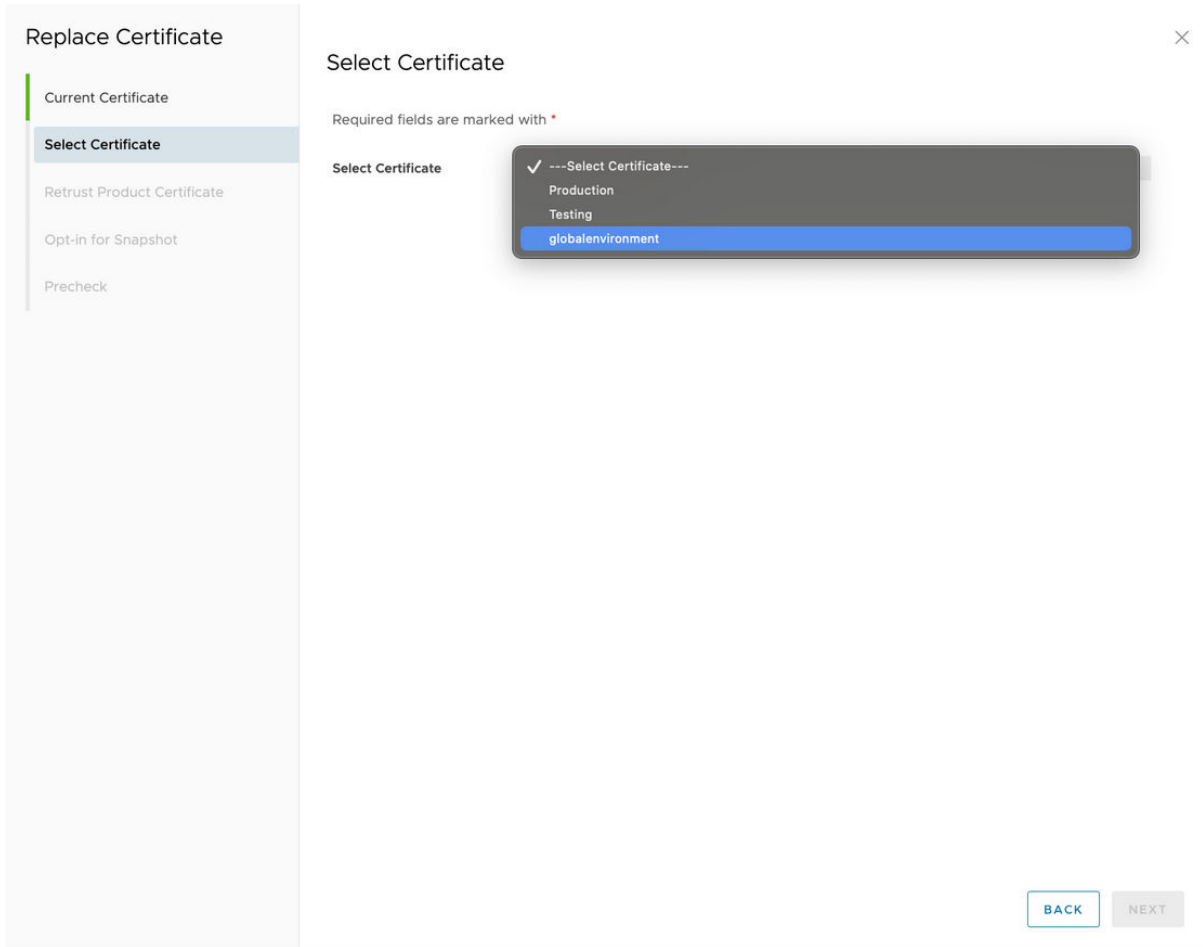 Replace Certificate
Current Certificate
Select Certificate
Retrust Product Certificate
Opt-in for Snapshot
Precheck
Select Certificate
Required fields are marked with *
Select Certificate
---Select Certificate---
Production
Testing
globalenvironment
BACK
NEXT